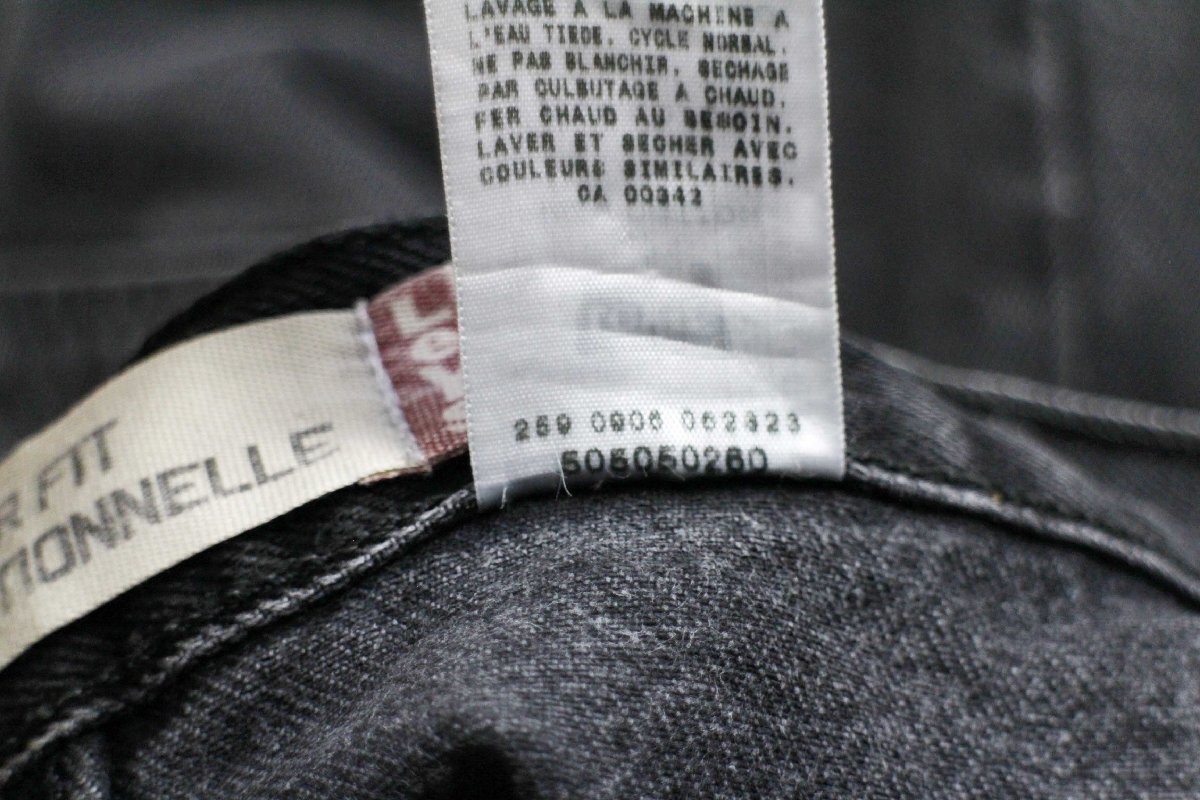 LAVAGE A LA MACHINE A
L'EAU TIEDE. CYCLE NORMAL.
NE PAS BLANCHIR. SECHAGE
PAR CULBUTAGE A CHAUD.
FER CHAUD AU BESOIN.
LAVER ET SECHER AVEC
COULEURS SIMILAIRES.
CA 00342
259 0906 062323
505050260
R FIT
TIONNELLE